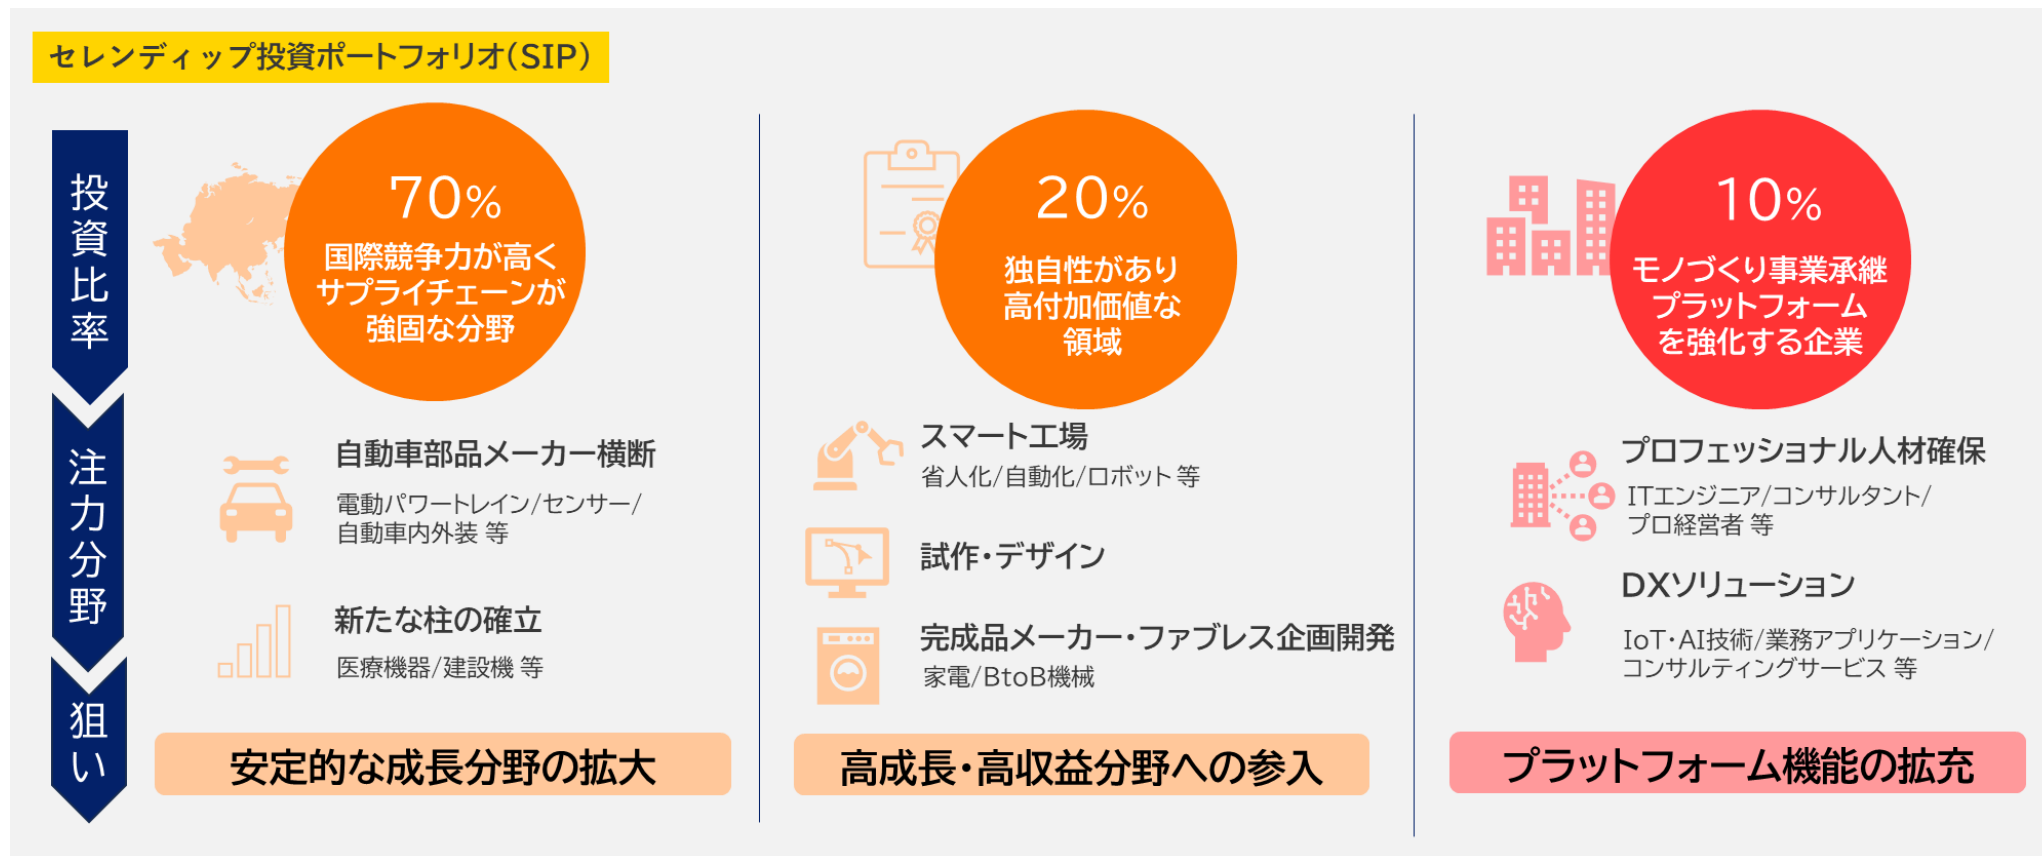 セレンディップ投資ポートフォリオ(SIP)
投資比率
70%
国際競争力が高く
サプライチェーンが
強固な分野
20%
独自性があり
高付加価値な
領域
10%
モノづくり事業承継
プラットフォーム
を強化する企業
注力分野
自動車部品メーカー横断
電動パワートレイン/センサー/
自動車内外装 等
新たな柱の確立
医療機器/建設機 等
スマート工場
省人化/自動化/ロボット 等
試作・デザイン
完成品メーカー・ファブレス企画開発
家電/BtoB機械
プロフェッショナル人材確保
ITエンジニア/コンサルタント/
プロ経営者 等
DXソリューション
IoT・AI技術/業務アプリケーション/
コンサルティングサービス 等
狙い
安定的な成長分野の拡大
高成長・高収益分野への参入
プラットフォーム機能の拡充